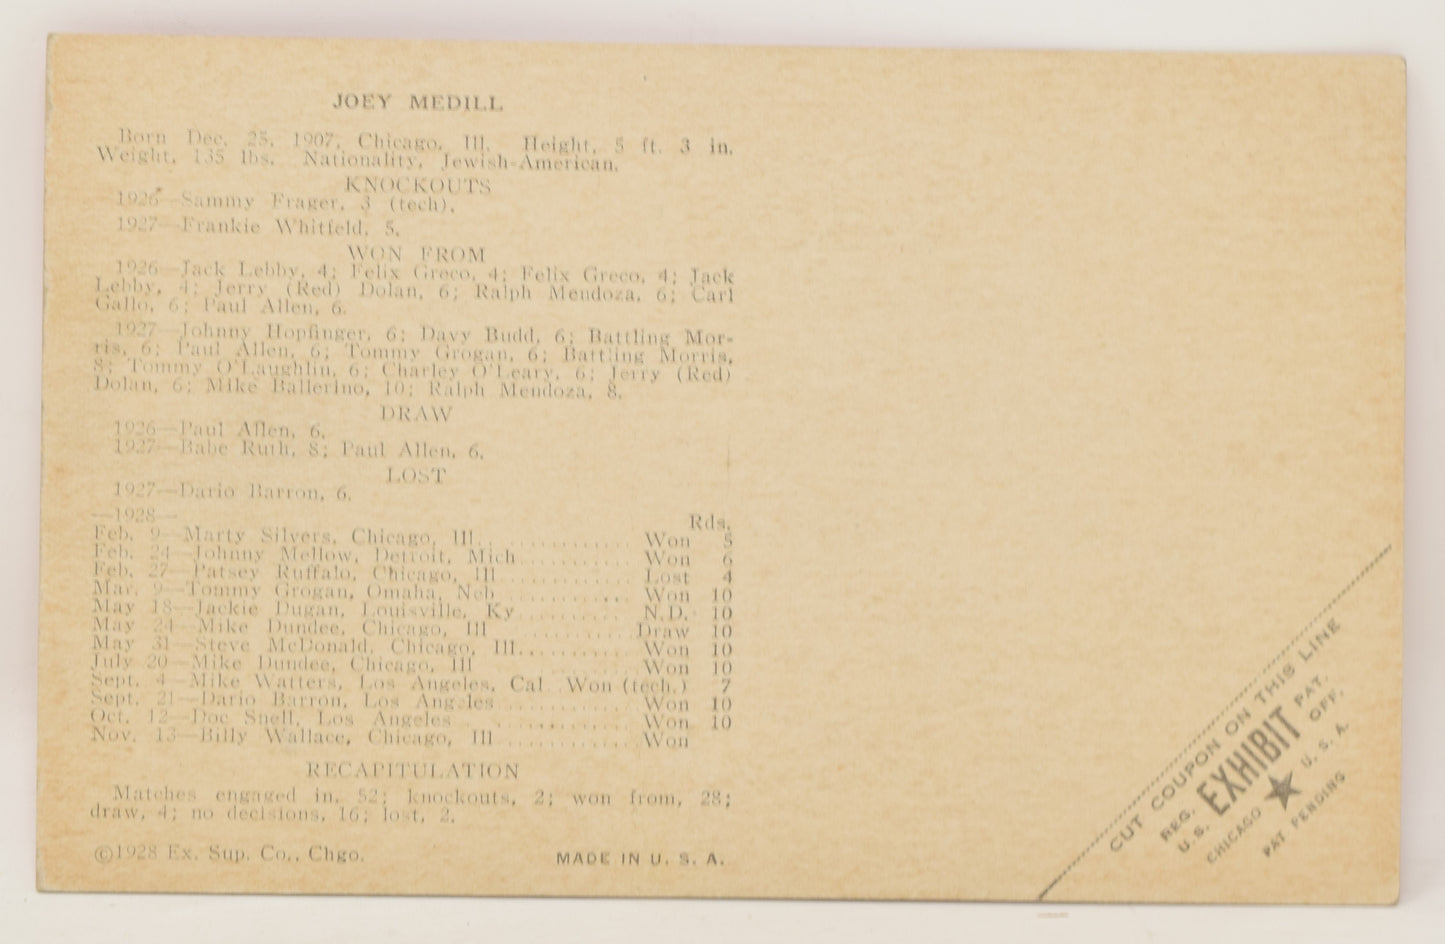 JOEY MEDILL
Born Dec. 25, 1907, Chicago, Ill. Height, 5 ft. 3 in.
Weight, 135 lbs. Nationality, Jewish-American.
KNOCKOUTS
1926—Sammy Frager, 3 (tech).
1927—Frankie Whitfeld, 5.
WON FROM
1926—Jack Lebby, 4; Felix Greco, 4; Felix Greco, 4; Jack
Lebby, 4; Jerry (Red) Dolan, 6; Ralph Mendoza, 6; Carl
Gallo, 6; Paul Allen, 6.
1927—Johnny Hopfinger, 6; Davy Budd, 6; Battling Mor-
ris, 6; Paul Allen, 6; Tommy Grogan, 6; Battling Morris,
8; Tommy O'Laughlin, 6; Charley O'Leary, 6; Jerry (Red)
Dolan, 6; Mike Ballerino, 10; Ralph Mendoza, 8.
DRAW
1926—Paul Allen, 6.
1927—Babe Ruth, 8; Paul Allen, 6.
LOST
1927—Dario Barron, 6.
—1928— Rds.
Feb. 9—Marty Silvers, Chicago, Ill. ............ Won 5
Feb. 24—Johnny Mellow, Detroit, Mich........... Won 6
Feb. 27—Patsey Ruffalo, Chicago, Ill............ Lost 4
Mar. 9—Tommy Grogan, Omaha, Neb ............ Won 10
May 18—Jackie Dugan, Louisville, Ky.......... N.D. 10
May 24—Mike Dundee, Chicago, Ill .......... Draw 10
May 31—Steve McDonald, Chicago, Ill........... Won 10
July 20—Mike Dundee, Chicago, Ill .......... Won 10
Sept. 4—Mike Watters, Los Angeles, Cal. .Won (tech.) 7
Sept. 21—Dario Barron, Los Angeles............ Won 10
Oct. 12—Doc Snell, Los Angeles ............ Won 10
Nov. 13—Billy Wallace, Chicago, Ill............. Won
RECAPITULATION
Matches engaged in, 52; knockouts, 2; won from, 28;
draw, 4; no decisions, 16; lost, 2.
©1928 Ex. Sup. Co., Chgo. MADE IN U. S. A.
CUT COUPON ON THIS LINE
REG. EXHIBIT PAT.
U. S. OFF.
CHICAGO ★ U. S. A.
PAT PENDING